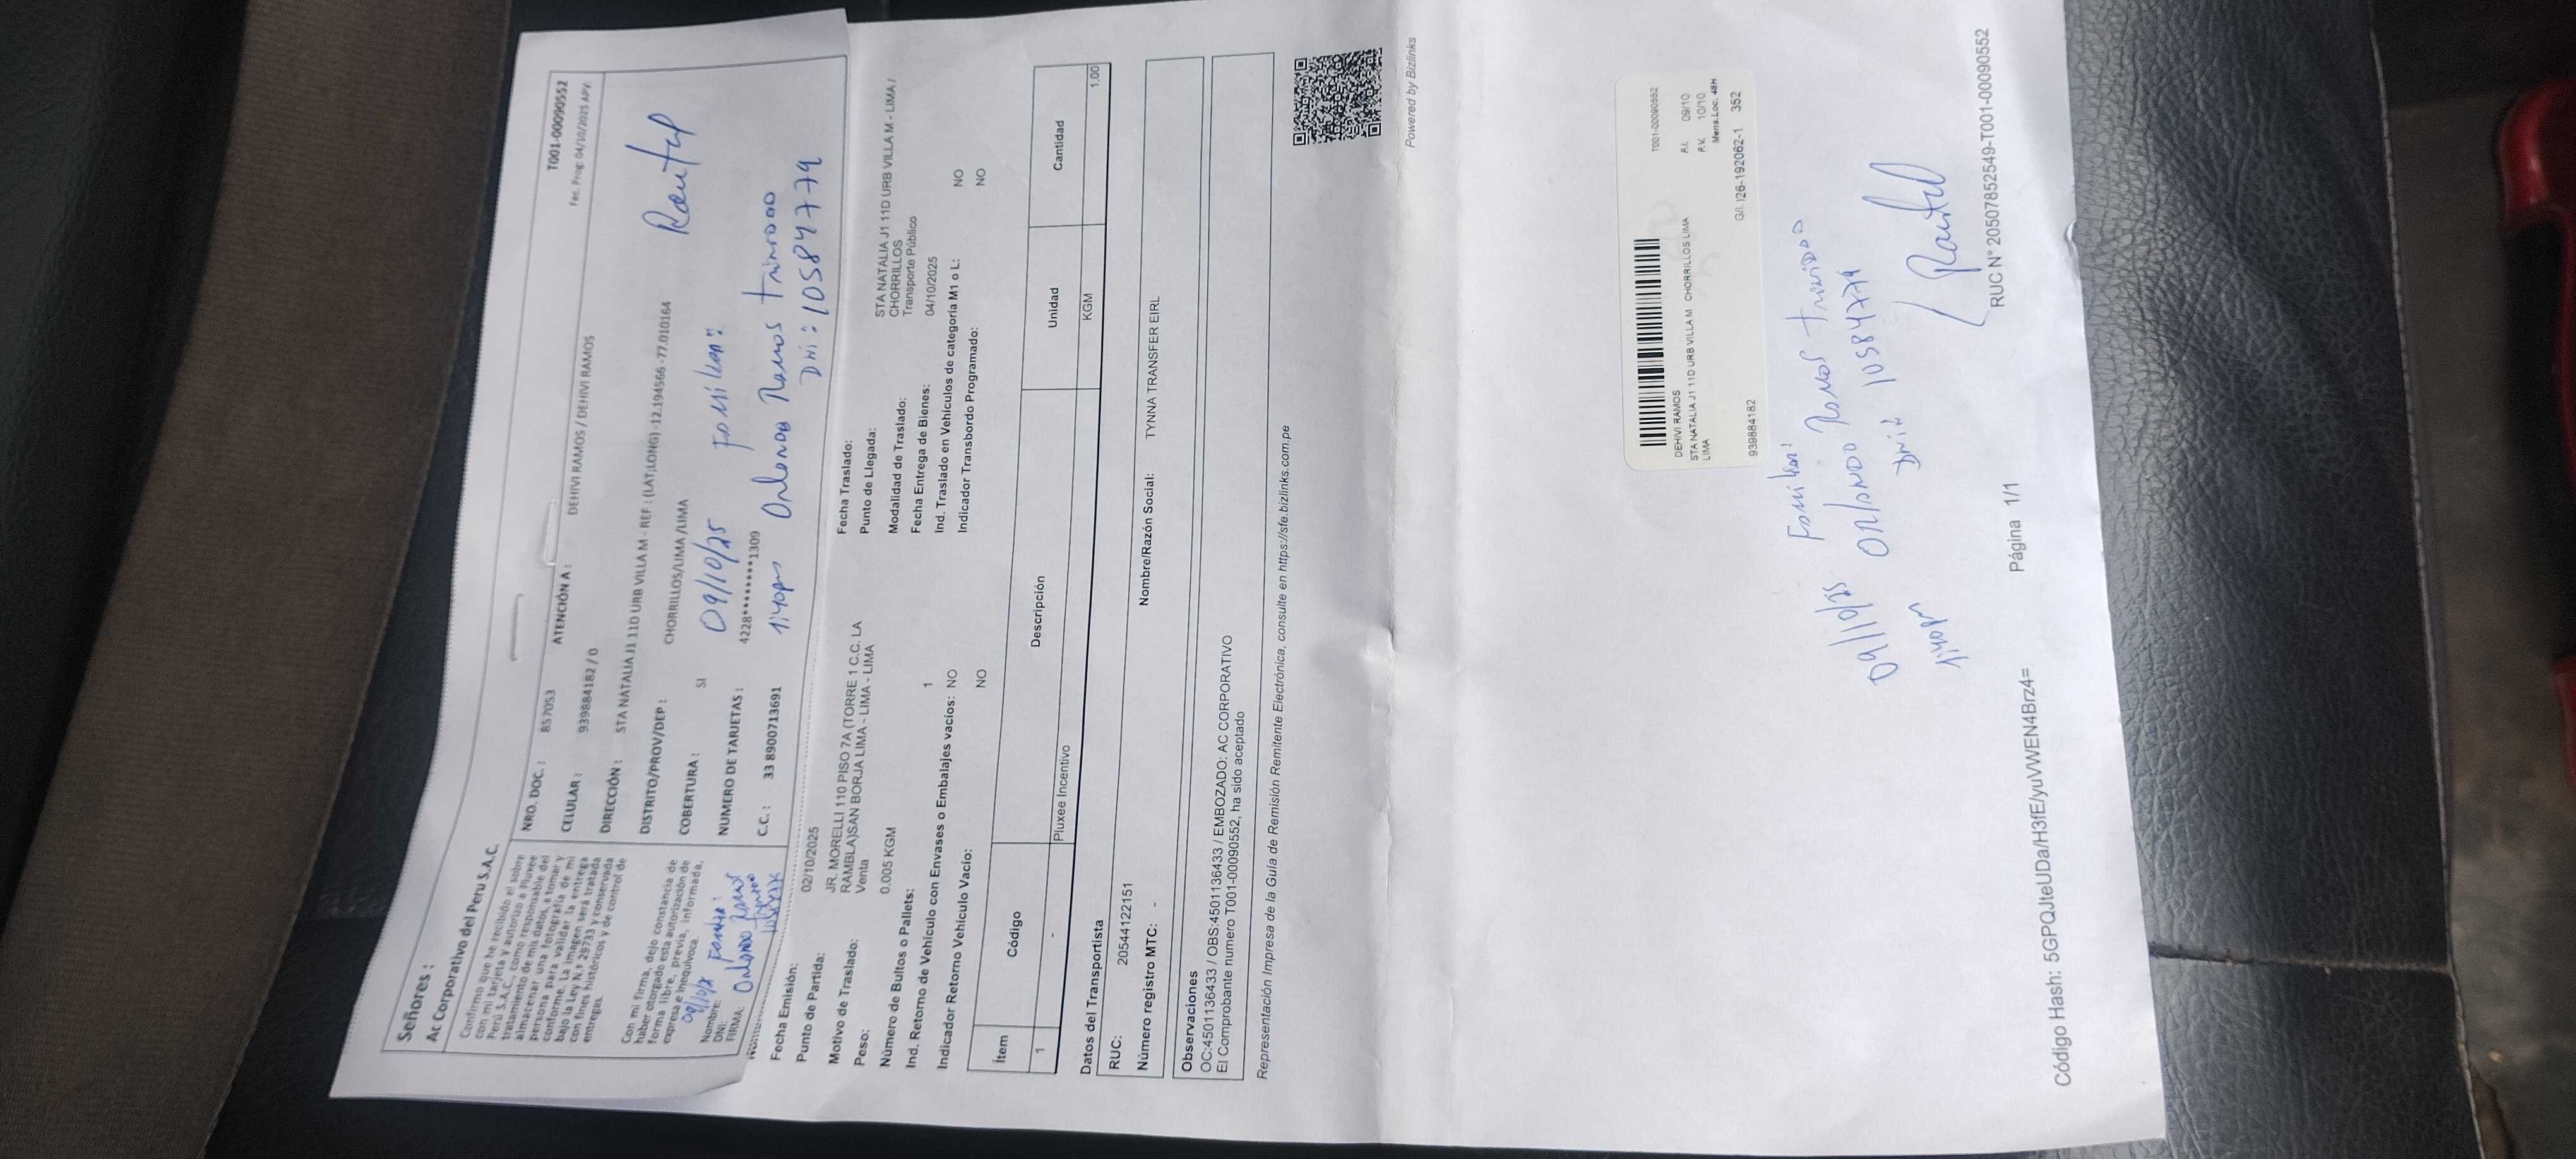 Señores :
Ac Corporativo del Peru S.A.C.
T001-00090552
Fec. Prog: 04/10/2025
Confirmo que he recibido el sobre
con mi tarjeta y autorizo a Pluxee
Perú S.A.C., como responsable del
tratamiento de mis datos, a tomar y
almacenar una fotografía de mi
persona para validar la entrega
conforme. La imagen será tratada
bajo la Ley N.° 29733 y conservada
con fines históricos y de control de
entregas.
Con mi firma, dejo constancia de
haber otorgado esta autorización de
forma libre, previa, informada,
expresa e inequívoca.
09/10/25
Nombre:
DNI:
FIRMA:
Orlando Ramos
NRO. DOC. : 857053 ATENCIÓN A : DEHIVI RAMOS / DEHIVI RAMOS
CELULAR : 939884182 / 0
DIRECCIÓN : STA NATALIA J1 11D URB VILLA M - REF : (LAT;LONG) -12.194566 -77.010164
DISTRITO/PROV/DEP : CHORRILLOS/LIMA /LIMA
COBERTURA : SI
NUMERO DE TARJETAS : 4228*********1309
C.C. : 33 8900713691
09/10/25 Familiar:
1:40pm Orlando Ramos Trinidad
DNI: 10584779
Fecha Emisión: 02/10/2025
Punto de Partida: JR. MORELLI 110 PISO 7A (TORRE 1 C.C. LA
RAMBLA)SAN BORJA LIMA - LIMA - LIMA
Motivo de Traslado: Venta
Peso: 0.005 KGM
Número de Bultos o Pallets: 1
Ind. Retorno de Vehículo con Envases o Embalajes vacíos: NO
Indicador Retorno Vehículo Vacío: NO
Fecha Traslado:
Punto de Llegada: STA NATALIA J1 11D URB VILLA M - LIMA /
CHORRILLOS
Modalidad de Traslado: Transporte Público
Fecha Entrega de Bienes: 04/10/2025
Ind. Traslado en Vehículos de categoría M1 o L: NO
Indicador Transbordo Programado: NO
Ítem Código Descripción Unidad Cantidad
1 - Pluxee Incentivo KGM 1.00
Datos del Transportista
RUC: 20544122151 Nombre/Razón Social: TYNNA TRANSFER EIRL
Número registro MTC: -
Observaciones
OC:4501136433 / OBS:4501136433 / EMBOZADO: AC CORPORATIVO
El Comprobante numero T001-00090552, ha sido aceptado
Representación Impresa de la Guía de Remisión Remitente Electrónica, consulte en https://sfe.bizlinks.com.pe
Powered by Bizlinks
T001-00090552
DEHIVI RAMOS
STA NATALIA J1 11D URB VILLA M CHORRILLOS LIMA
LIMA
F.I. 09/10
F.V. 10/10
Mens.Loc. 48H
939884182
G/I. 126-192062-1 352
Familiar:
09/10/25 Orlando Ramos Trinidad
1:40pm DNI: 10584779
Código Hash: 5GPQJteUDa/H3fE/yuVWEN4Brz4=
Página 1/1
RUC N° 20507852549-T001-00090552